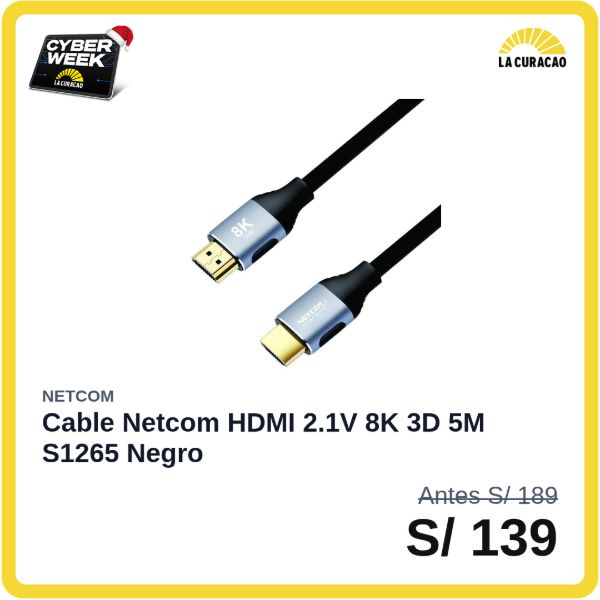 CYBER
WEEK
LA CURACAO
LA CURACAO
8K
NETCOM
NETCOM
Cable Netcom HDMI 2.1V 8K 3D 5M
S1265 Negro
Antes S/ 189
S/ 139